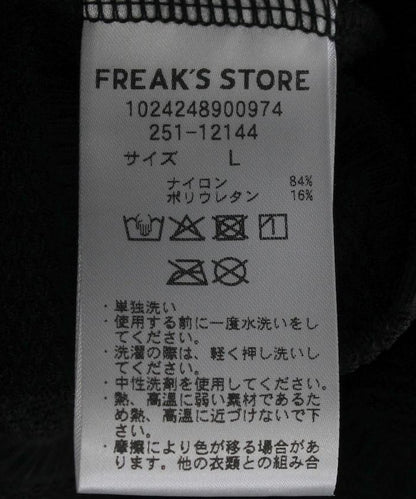 FREAK'S STORE
1024248900974
251-12144
サイズ L
ナイロン 84%
ポリウレタン 16%
・単独洗い
・使用する前に一度水洗いをし
てください。
・洗濯の際は、軽く押し洗いし
てください。
・中性洗剤を使用してください。
・熱、高温に弱い素材であるた
め熱、高温に近づけないで下
さい。
・摩擦により色が移る場合があ
ります。他の衣類との組み合